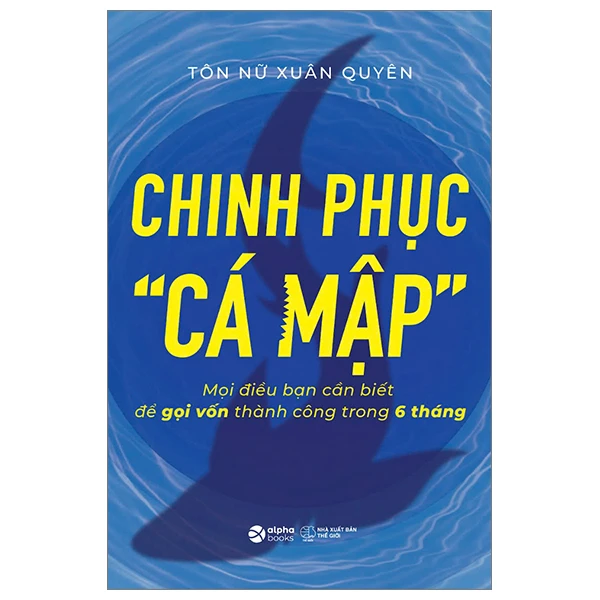 TÔN NỮ XUÂN QUYÊN
CHINH PHỤC
“CÁ MẬP”
Mọi điều bạn cần biết
để gọi vốn thành công trong 6 tháng
alpha
books
NHÀ XUẤT BẢN
THẾ GIỚI